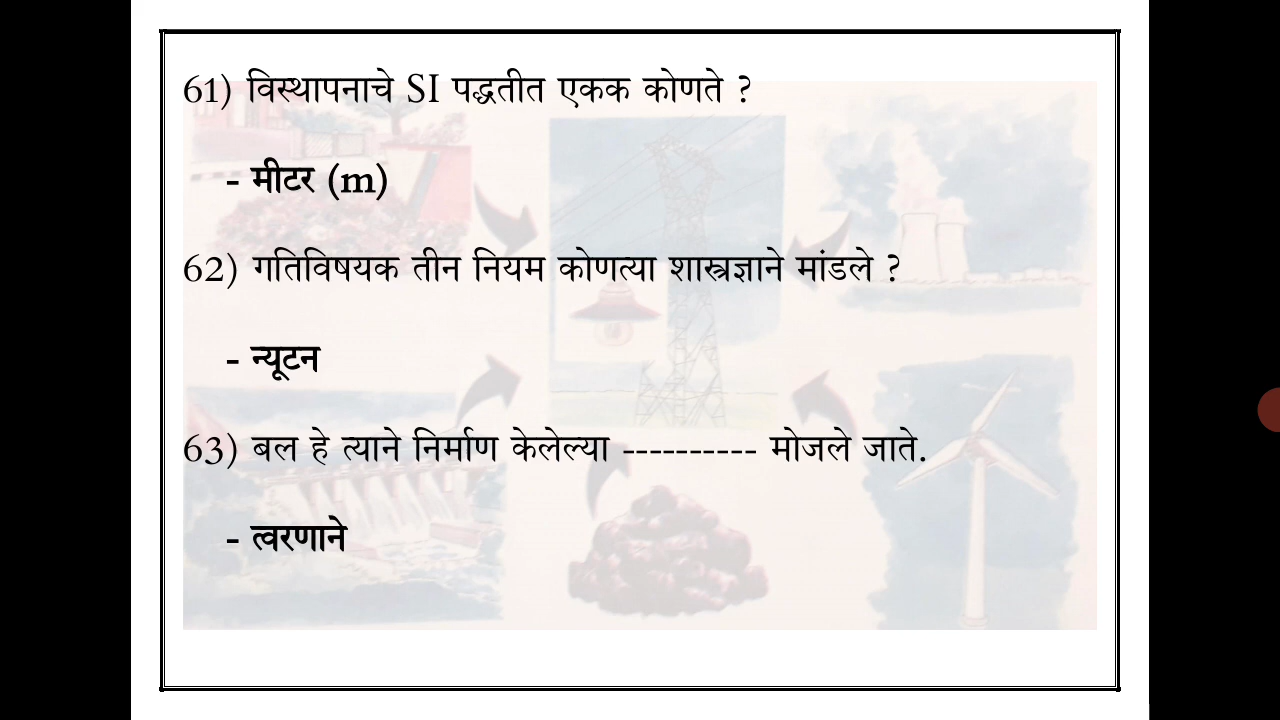 61) विस्थापनाचे SI पद्धतीत एकक कोणते ?
- मीटर (m)
62) गतिविषयक तीन नियम कोणत्या शास्त्रज्ञाने मांडले ?
- न्यूटन
63) बल हे त्याने निर्माण केलेल्या ---------- मोजले जाते.
- त्वरणाने